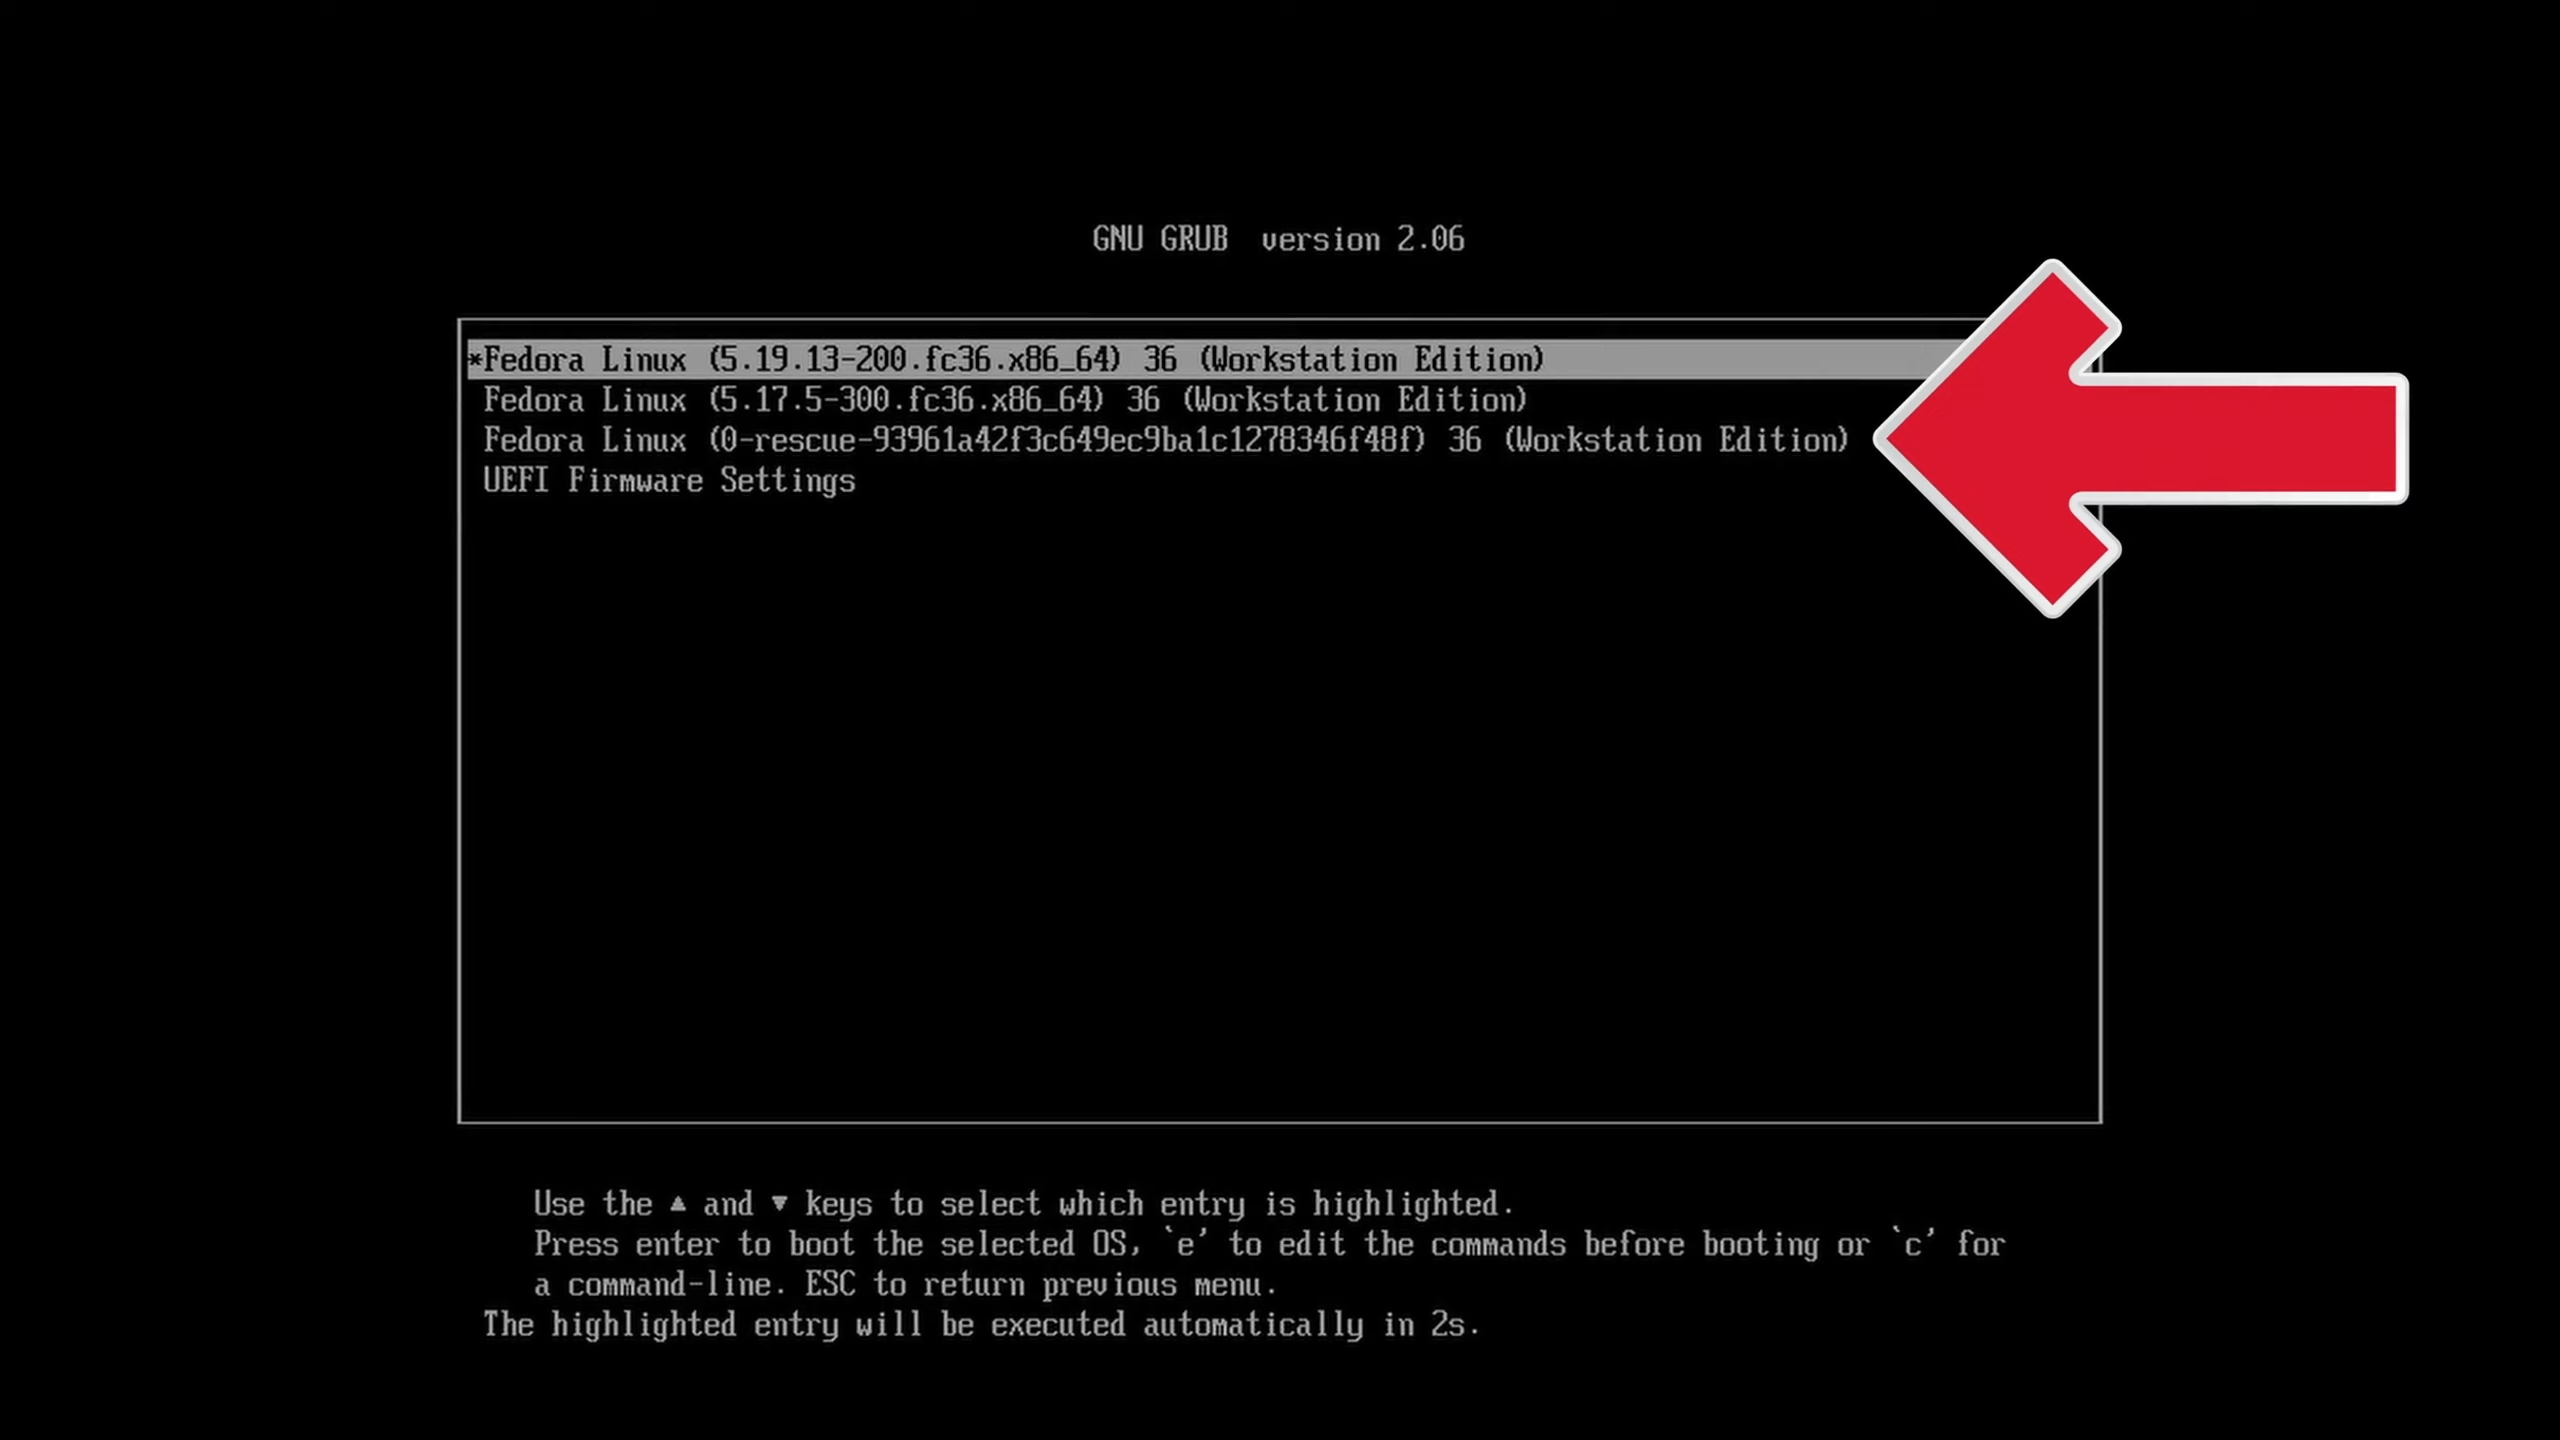 GNU GRUB  version 2.06
*Fedora Linux (5.19.13-200.fc36.x86_64) 36 (Workstation Edition)
Fedora Linux (5.17.5-300.fc36.x86_64) 36 (Workstation Edition)
Fedora Linux (0-rescue-93961a42f3c649ec9ba1c1278346f48f) 36 (Workstation Edition)
UEFI Firmware Settings
Use the ▲ and ▼ keys to select which entry is highlighted.
Press enter to boot the selected OS, `e' to edit the commands before booting or `c' for
a command-line. ESC to return previous menu.
The highlighted entry will be executed automatically in 2s.